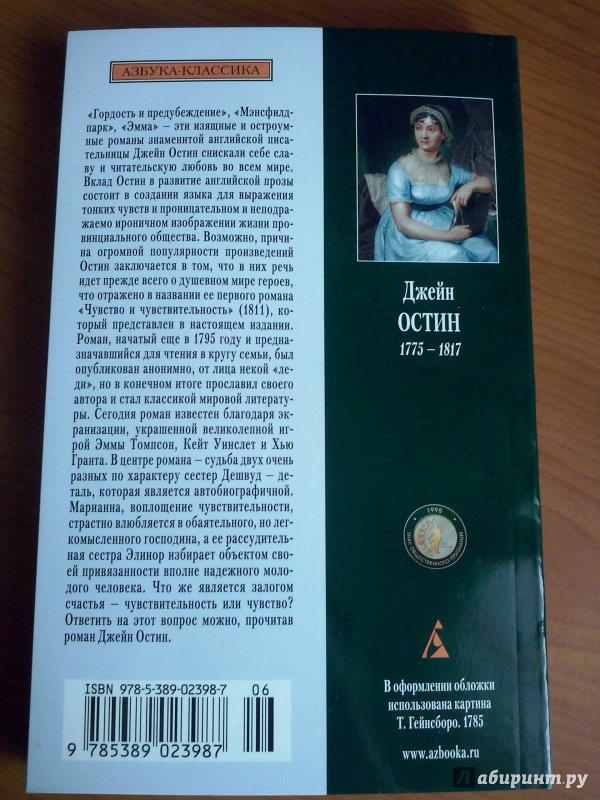 АЗБУКА-КЛАССИКА
«Гордость и предубеждение», «Мэнсфилд-
парк», «Эмма» – эти изящные и остроум-
ные романы знаменитой английской писа-
тельницы Джейн Остин снискали себе сла-
ву и читательскую любовь во всем мире.
Вклад Остин в развитие английской прозы
состоит в создании языка для выражения
тонких чувств и проницательном и неподра-
жаемо ироничном изображении жизни про-
винциального общества. Возможно, причи-
на огромной популярности произведений
Остин заключается в том, что в них речь
идет прежде всего о душевном мире героев,
что отражено в названии ее первого романа
«Чувство и чувствительность» (1811), ко-
торый представлен в настоящем издании.
Роман, начатый еще в 1795 году и предна-
значавшийся для чтения в кругу семьи, был
опубликован анонимно, от лица некой «ле-
ди», но в конечном итоге прославил своего
автора и стал классикой мировой литерату-
ры. Сегодня роман известен благодаря эк-
ранизации, украшенной великолепной иг-
рой Эммы Томпсон, Кейт Уинслет и Хью
Гранта. В центре романа – судьба двух очень
разных по характеру сестер Дешвуд – де-
таль, которая является автобиографичной.
Марианна, воплощение чувствительности,
страстно влюбляется в обаятельного, но лег-
комысленного господина, а ее рассудитель-
ная сестра Элинор избирает объектом сво-
ей привязанности вполне надежного моло-
дого человека. Что же является залогом
счастья – чувствительность или чувство?
Ответить на этот вопрос можно, прочитав
роман Джейн Остин.
ISBN 978-5-389-02398-7
06
9 785389 023987
Джейн
ОСТИН
1775 – 1817
1998
ЗНАК ОБЩЕСТВЕННОГО ПРИЗНАНИЯ
В оформлении обложки
использована картина
Т. Гейнсборо. 1785
www.azbooka.ru
Лабиринт.ру